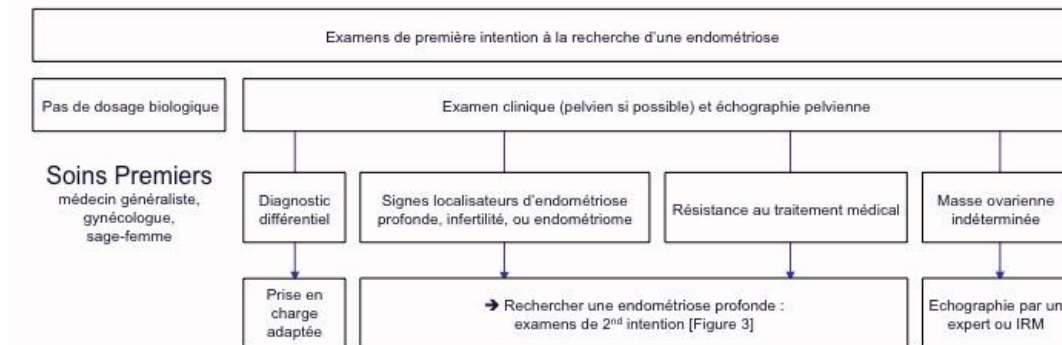 Examens de première intention à la recherche d'une endométriose
Pas de dosage biologique
Examen clinique (pelvien si possible) et échographie pelvienne
Soins Premiers
médecin généraliste,
gynécologue,
sage-femme
Diagnostic
différentiel
Signes localisateurs d'endométriose
profonde, infertilité, ou endométriome
Résistance au traitement médical
Masse ovarienne
indéterminée
Prise en
charge
adaptée
➔ Rechercher une endométriose profonde :
examens de 2nd intention [Figure 3]
Echographie par un
expert ou IRM